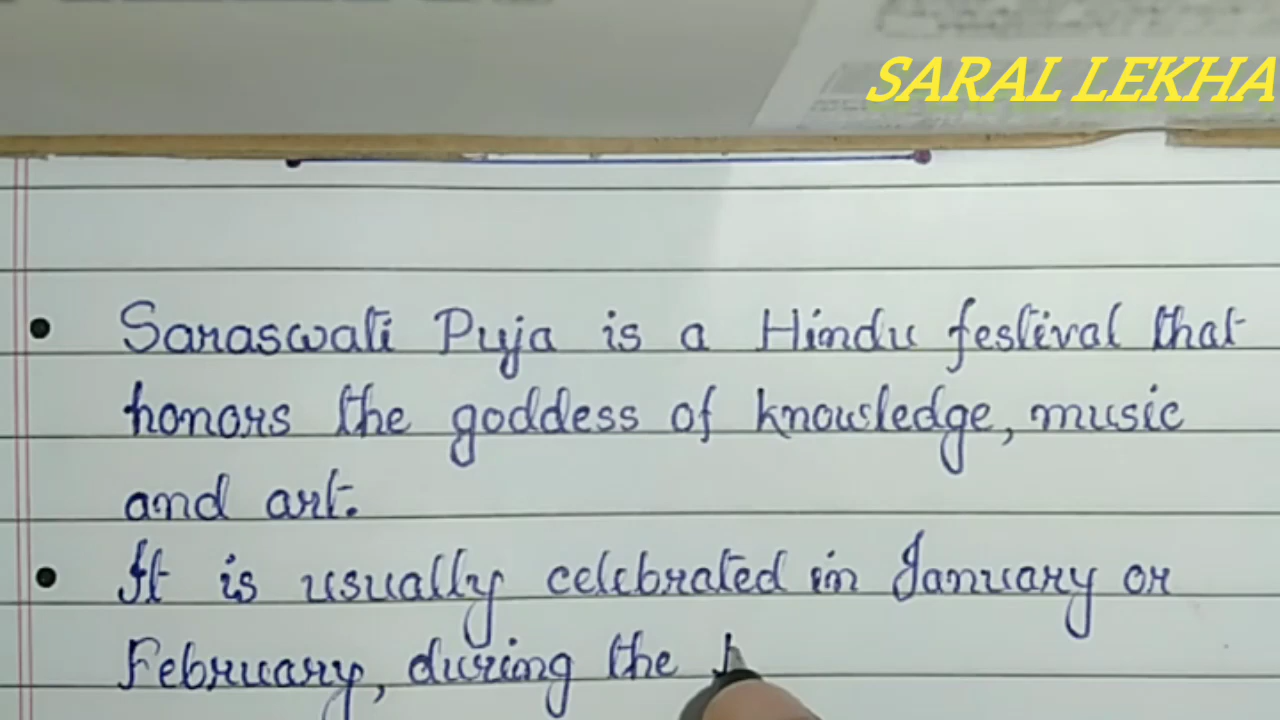 SARAL LEKHA
• Saraswati Puja is a Hindu festival that
honors the goddess of knowledge, music
and art.
• It is usually celebrated in January or
February, during the